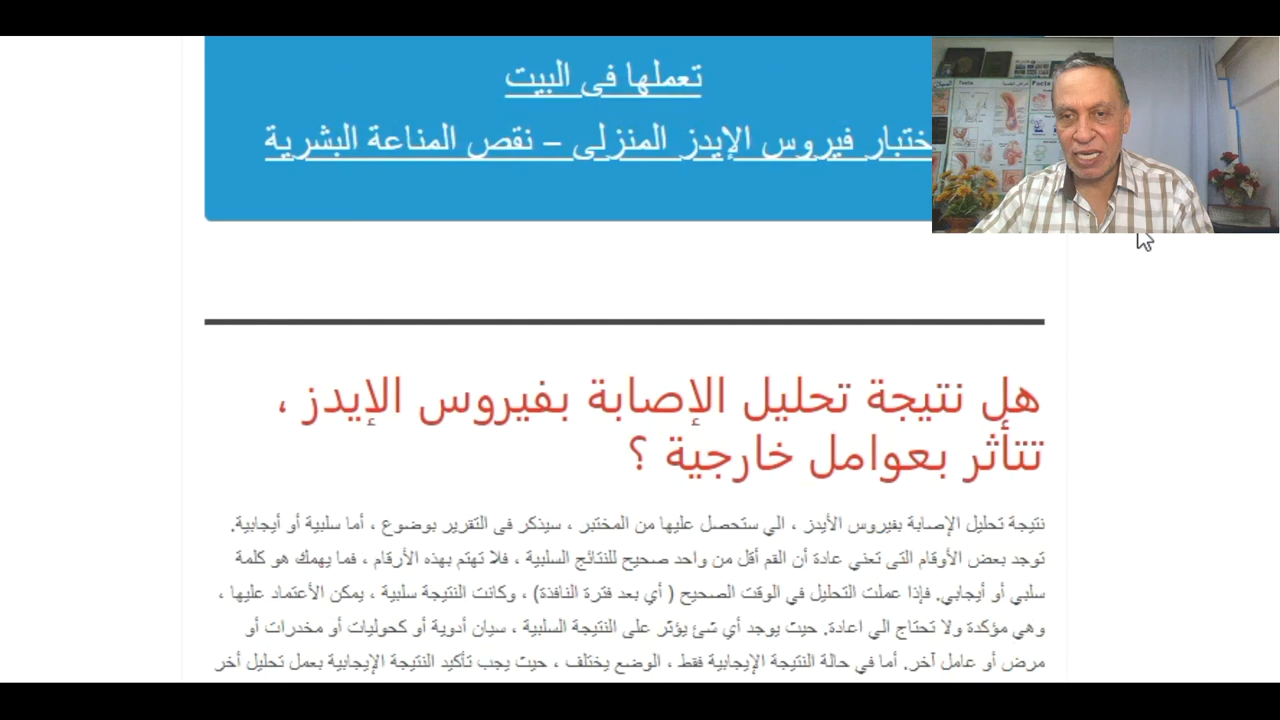 تعملها فى البيت
ختبار فيروس الإيدز المنزلى – نقص المناعة البشرية
هل نتيجة تحليل الإصابة بفيروس الإيدز ،
تتأثر بعوامل خارجية ؟
نتيجة تحليل الإصابة بفيروس الأيدز ، الي ستحصل عليها من المختبر ، سيذكر فى التقرير بوضوع ، أما سلبية أو أيجابية.
توجد بعض الأوقام التى تعني عادة أن القم أقل من واحد صحيح للنتائج السلبية ، فلا تهتم بهذه الأرقام ، فما يهمك هو كلمة
سلبي أو أيجابي. فإذا عملت التحليل في الوقت الصحيح ( أي بعد فترة النافذة) ، وكانت النتيجة سلبية ، يمكن الأعتماد عليها ،
وهي مؤكدة ولا تحتاج الي اعادة. حيث يوجد أي شئ يؤثر على النتيجة السلبية ، سيان أدوية أو كحوليات أو مخدرات أو
مرض أو عامل آخر. أما في حالة النتيجة الإيجابية فقط ، الوضع يختلف ، حيث يجب تأكيد النتيجة الإيجابية بعمل تحليل أخر